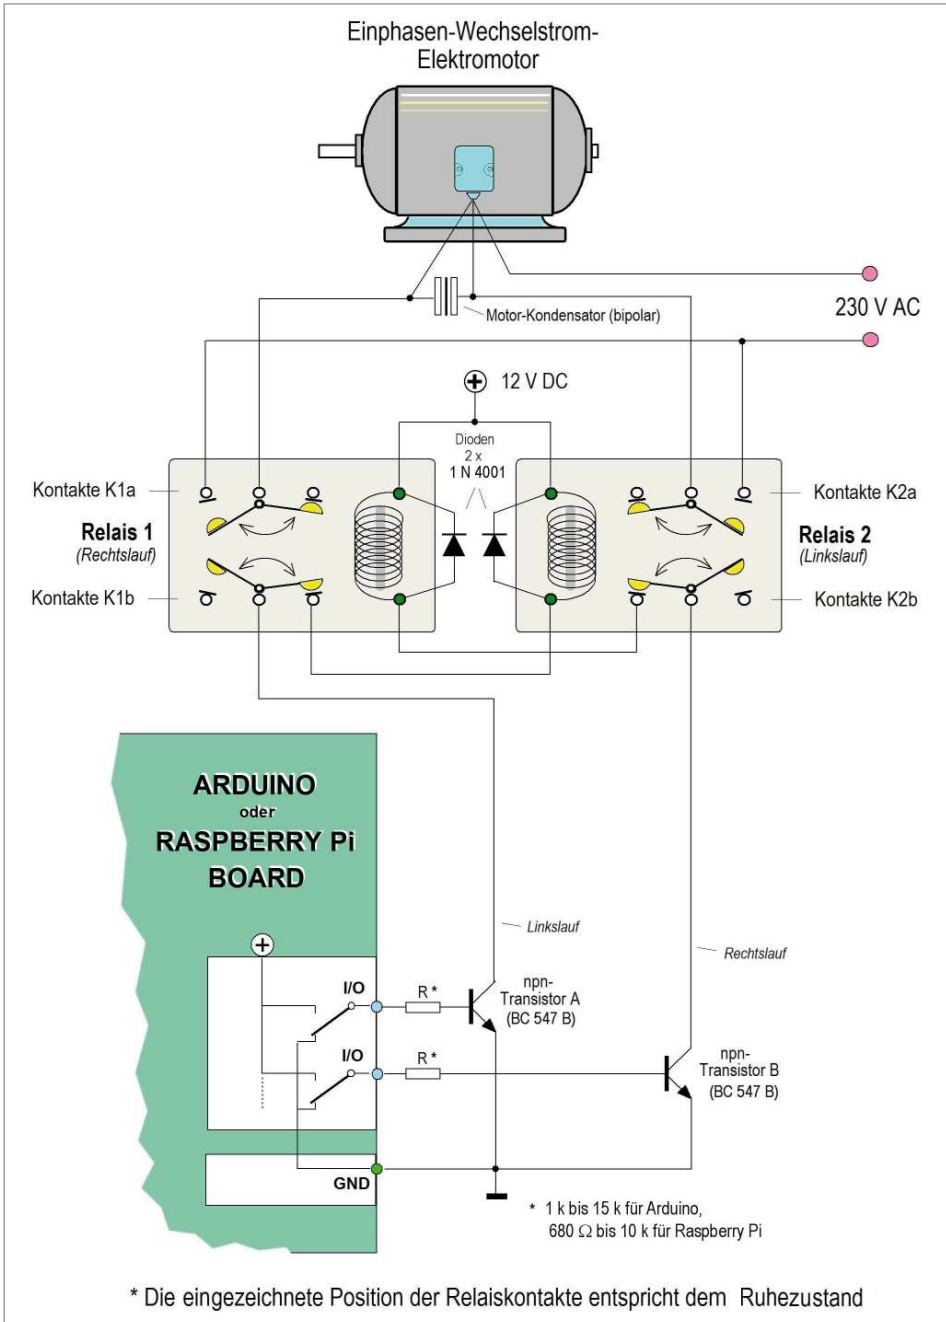 Einphasen-Wechselstrom-
Elektromotor
230 V AC
Motor-Kondensator (bipolar)
12 V DC
Dioden
2 x
1 N 4001
Kontakte K1a
Relais 1
(Rechtslauf)
Kontakte K1b
Kontakte K2a
Relais 2
(Linkslauf)
Kontakte K2b
ARDUINO
oder
RASPBERRY Pi
BOARD
Linkslauf
Rechtslauf
I/O
R *
npn-
Transistor A
(BC 547 B)
I/O
R *
npn-
Transistor B
(BC 547 B)
GND
* 1 k bis 15 k für Arduino,
680 Ω bis 10 k für Raspberry Pi
* Die eingezeichnete Position der Relaiskontakte entspricht dem Ruhezustand